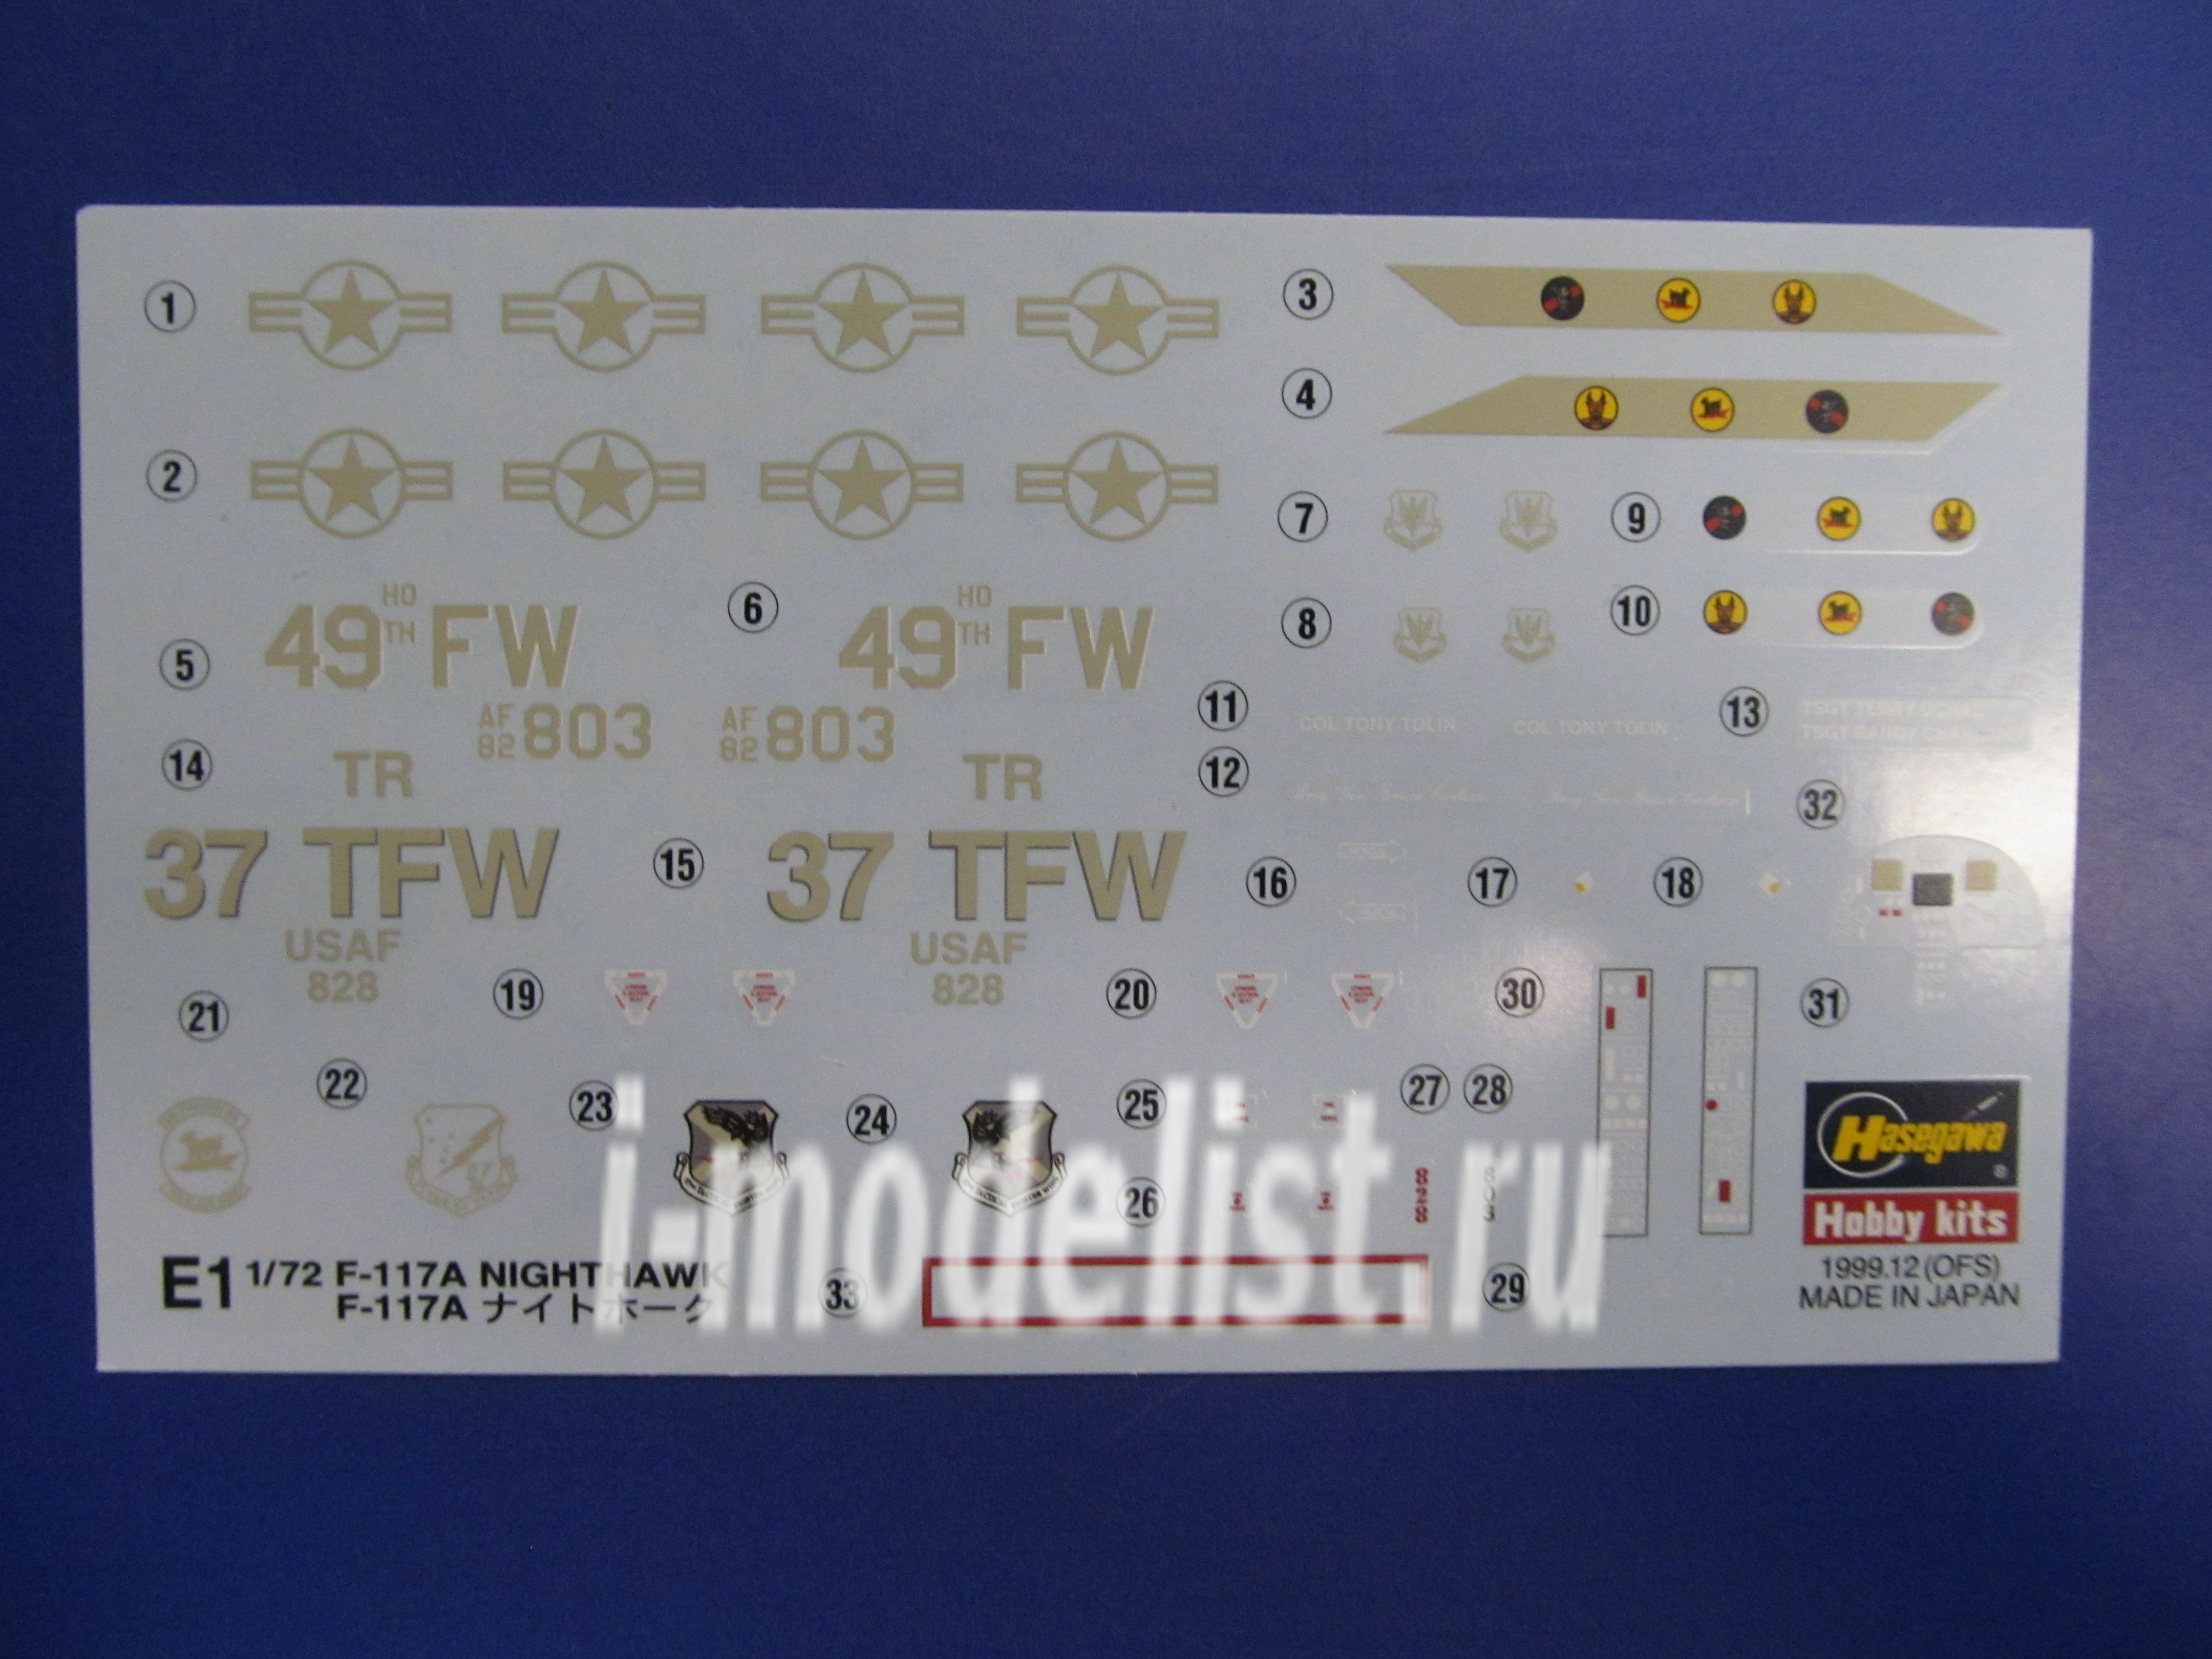 1
3
4
2
7
9
8
10
5
HO
49TH FW
AF
82 803
6
HO
49TH FW
AF
82 803
11
COL TONY TOLIN
COL TONY TOLIN
13
TSGT TERRY
TSGT RANDY
12
32
14
TR
37 TFW
USAF
828
15
TR
37 TFW
USAF
828
16
17
18
19
20
30
31
21
22
23
24
25
26
27
28
828
803
29
33
E1 1/72 F-117A NIGHTHAWK
F-117A ナイトホーク
Hasegawa
Hobby kits
1999.12 (OFS)
MADE IN JAPAN
i-modelist.ru